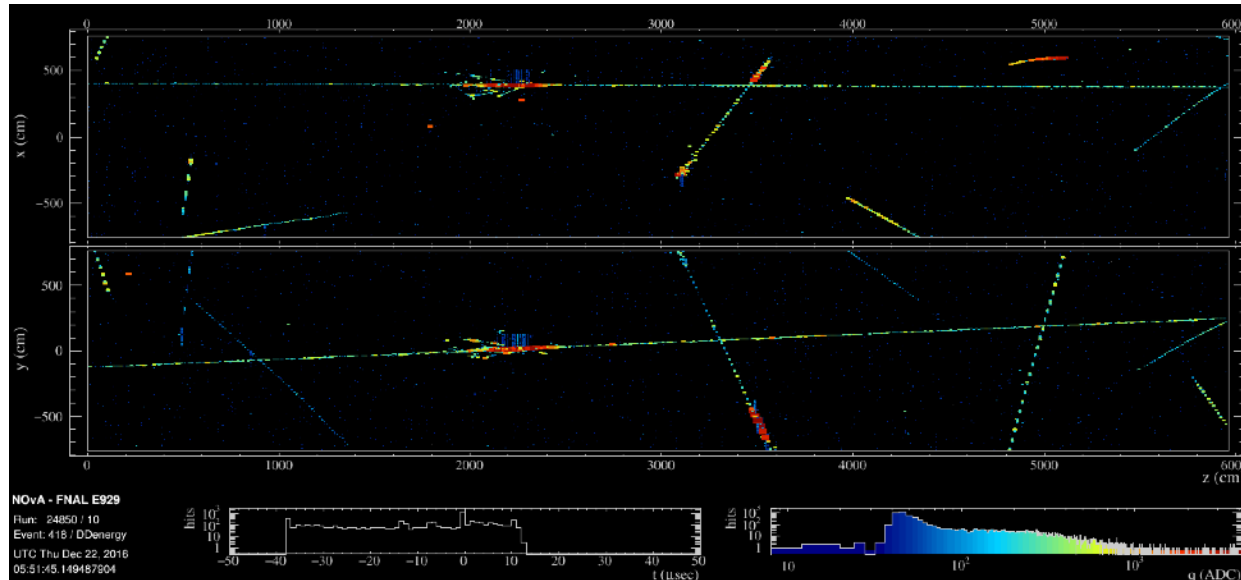 0 1000 2000 3000 4000 5000 600
x (cm)
500
0
−500
y (cm)
500
0
−500
0 1000 2000 3000 4000 5000 600
z (cm)
NOvA - FNAL E929
Run: 24850 / 10
Event: 418 / DDenergy
UTC Thu Dec 22, 2016
05:51:45.149487904
hits
10³
10²
10
1
−50 −40 −30 −20 −10 0 10 20 30 40 50
t (μsec)
hits
10³
10²
10
1
10 10² 10³
q (ADC)